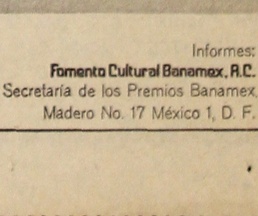 Informes:
Fomento Cultural Banamex, A.C.
Secretaría de los Premios Banamex,
Madero No. 17 México 1, D. F.